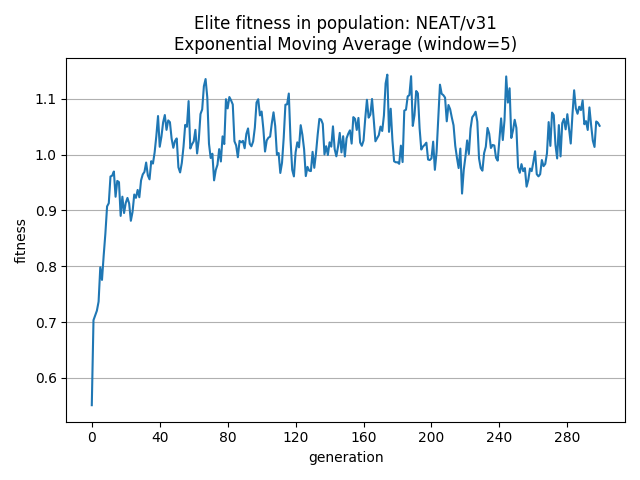 Elite fitness in population: NEAT/v31
Exponential Moving Average (window=5)
fitness
1.1
1.0
0.9
0.8
0.7
0.6
0 40 80 120 160 200 240 280
generation